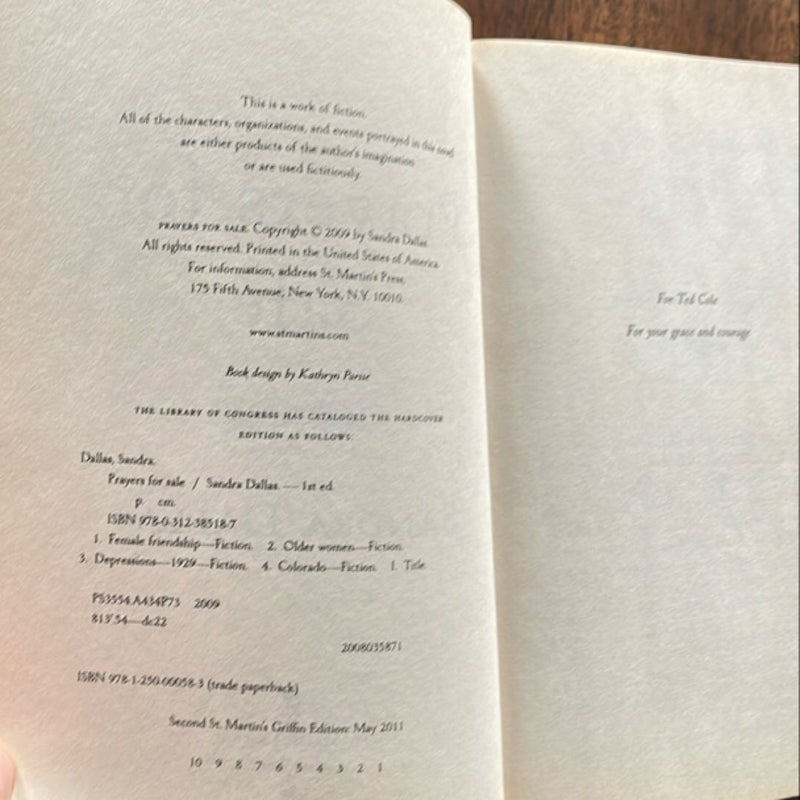 This is a work of fiction.
All of the characters, organizations, and events portrayed in this novel
are either products of the author's imagination
or are used fictitiously.
PRAYERS FOR SALE. Copyright © 2009 by Sandra Dallas.
All rights reserved. Printed in the United States of America.
For information, address St. Martin's Press,
175 Fifth Avenue, New York, N.Y. 10010.
www.stmartins.com
Book design by Kathryn Parise
THE LIBRARY OF CONGRESS HAS CATALOGED THE HARDCOVER
EDITION AS FOLLOWS:
Dallas, Sandra.
Prayers for sale / Sandra Dallas. — 1st ed.
p. cm.
ISBN 978-0-312-38518-7
1. Female friendship—Fiction. 2. Older women—Fiction.
3. Depressions—1929—Fiction. 4. Colorado—Fiction. I. Title.
PS3554.A434P73 2009
813'.54—dc22
2008035871
ISBN 978-1-250-00058-3 (trade paperback)
Second St. Martin's Griffin Edition: May 2011
10 9 8 7 6 5 4 3 2 1
For Ted Cole
For your grace and courage